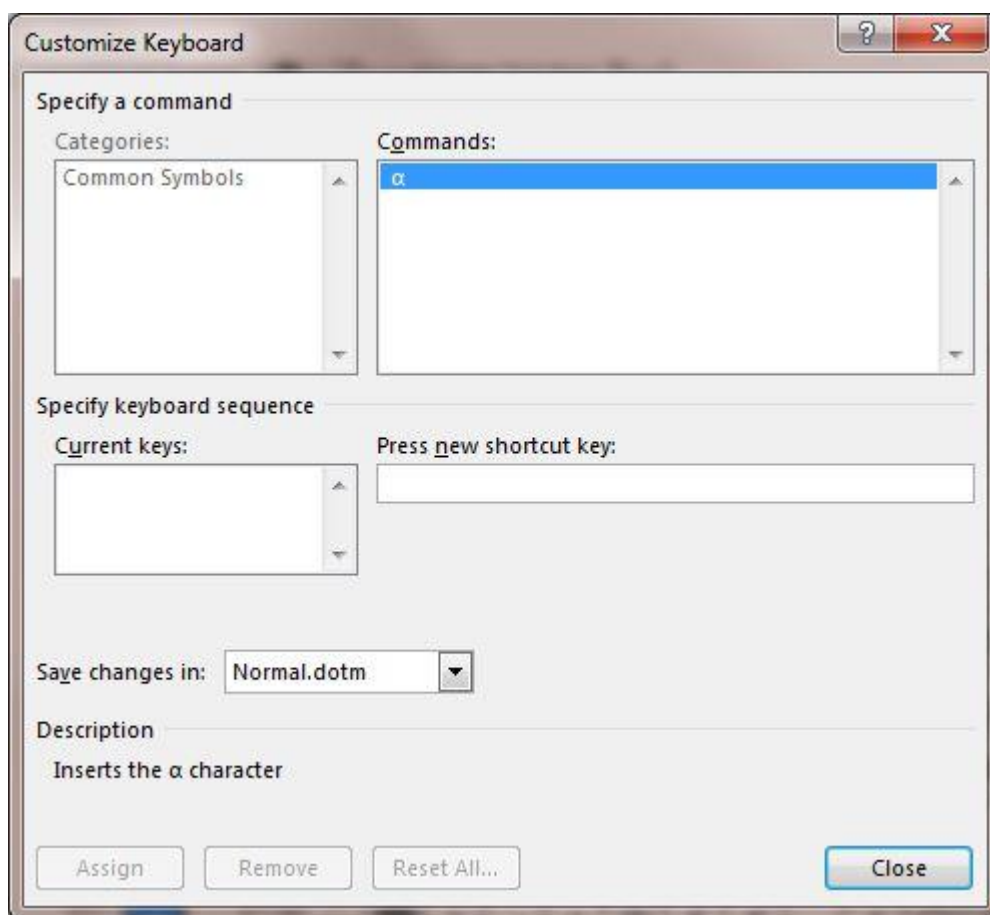 Customize Keyboard
Specify a command
Categories:
Commands:
Common Symbols
α
Specify keyboard sequence
Current keys:
Press new shortcut key:
Save changes in: Normal.dotm
Description
Inserts the α character
Assign Remove Reset All... Close